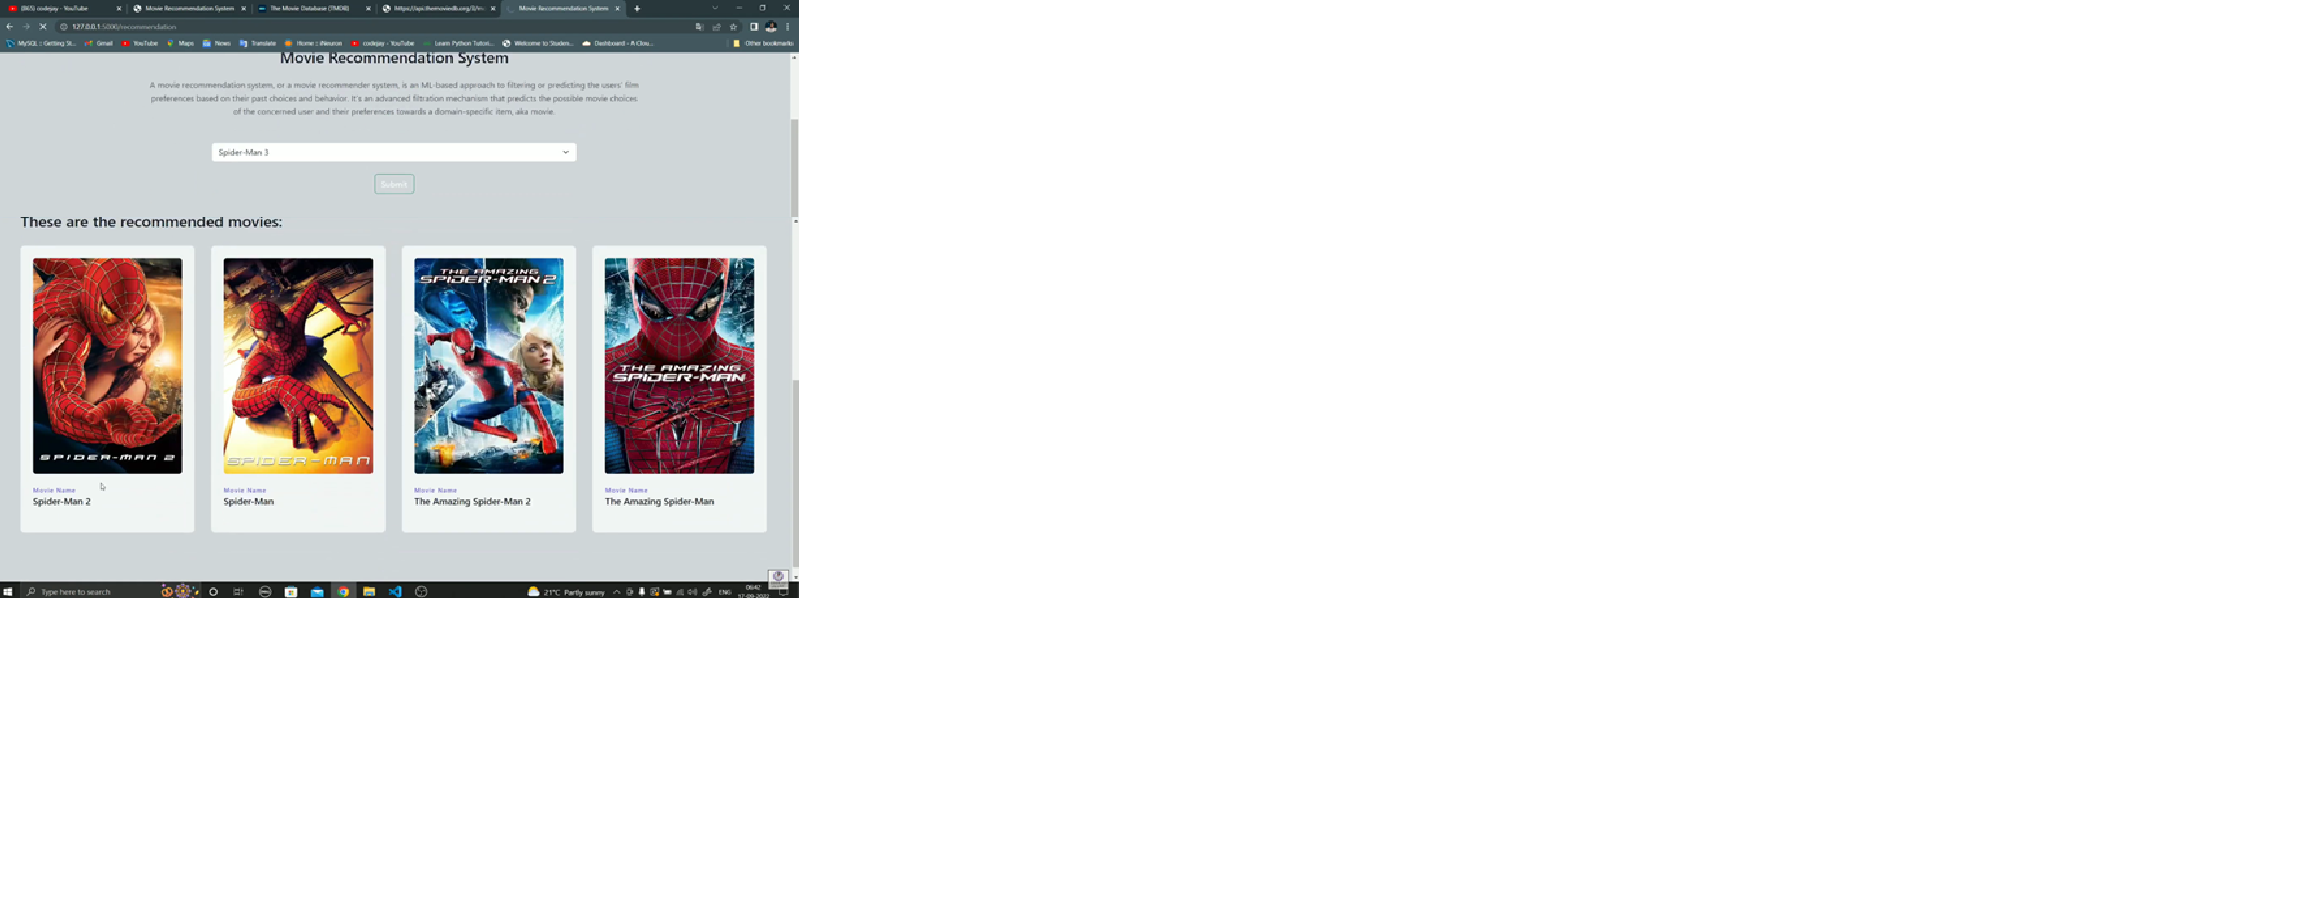 (865) codejay - YouTube
Movie Recommendation System
The Movie Database (TMDB)
https://api.themoviedb.org/3/m
Movie Recommendation System
127.0.0.1:5000/recommendation
MySQL :: Getting St...
Gmail
YouTube
Maps
News
Translate
Home :: iNeuron
codejay - YouTube
Learn Python Tutori...
Welcome to Studen...
Dashboard - A Clou...
Other bookmarks
Movie Recommendation System
A movie recommendation system, or a movie recommender system, is an ML-based approach to filtering or predicting the users' film
preferences based on their past choices and behavior. It's an advanced filtration mechanism that predicts the possible movie choices
of the concerned user and their preferences towards a domain-specific item, aka movie.
Spider-Man 3
Submit
These are the recommended movies:
SPIDER-MAN 2
Movie Name
Spider-Man 2
SPIDER-MAN
Movie Name
Spider-Man
THE AMAZING
SPIDER-MAN 2
Movie Name
The Amazing Spider-Man 2
THE AMAZING
SPIDER-MAN
Movie Name
The Amazing Spider-Man
Type here to search
21°C Partly sunny
ENG
06:42
17-09-2022